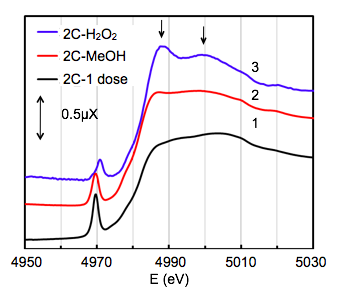 2C-H₂O₂
2C-MeOH
2C-1 dose
0.5µX
3
2
1
4950 4970 4990 5010 5030
E (eV)